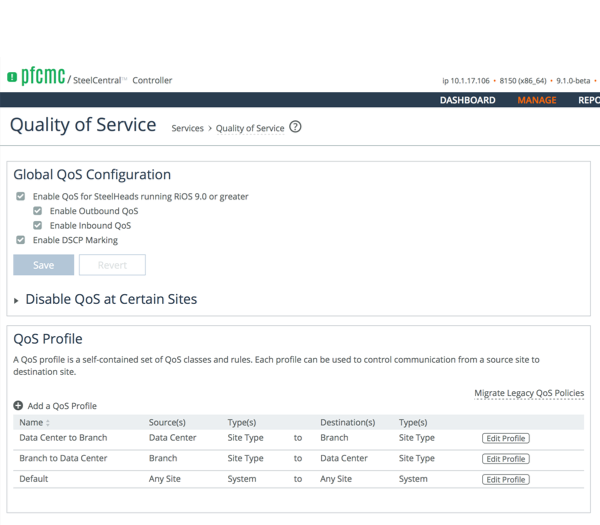 pfcmc / SteelCentral™ Controller
ip 10.1.17.106 • 8150 (x86_64) • 9.1.0-beta •
DASHBOARD MANAGE REPO
Quality of Service Services > Quality of Service ?
Global QoS Configuration
Enable QoS for SteelHeads running RiOS 9.0 or greater
Enable Outbound QoS
Enable Inbound QoS
Enable DSCP Marking
Save Revert
Disable QoS at Certain Sites
QoS Profile
A QoS profile is a self-contained set of QoS classes and rules. Each profile can be used to control communication from a source site to
destination site.
Migrate Legacy QoS Policies
Add a QoS Profile
Name Source(s) Type(s) Destination(s) Type(s)
Data Center to Branch Data Center Site Type to Branch Site Type Edit Profile
Branch to Data Center Branch Site Type to Data Center Site Type Edit Profile
Default Any Site System to Any Site System Edit Profile